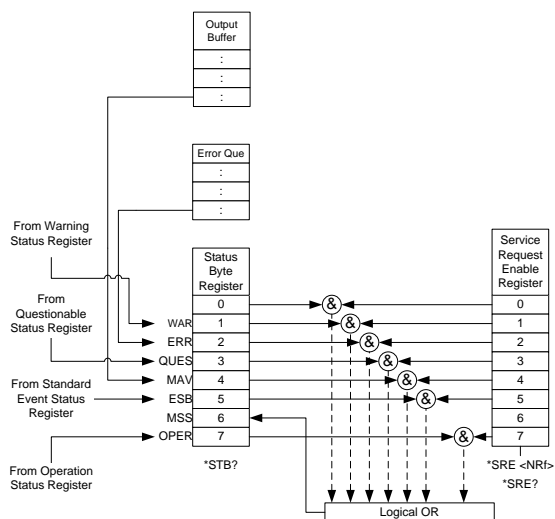 Output
Buffer
:
:
:
Error Que
:
:
:
From Warning
Status Register
From
Questionable
Status Register
From Standard
Event Status
Register
From Operation
Status Register
Status
Byte
Register
0
WAR 1
ERR 2
QUES 3
MAV 4
ESB 5
MSS 6
OPER 7
*STB?
&
&
&
&
&
&
&
Service
Request
Enable
Register
0
1
2
3
4
5
6
7
*SRE <NRf>
*SRE?
Logical OR